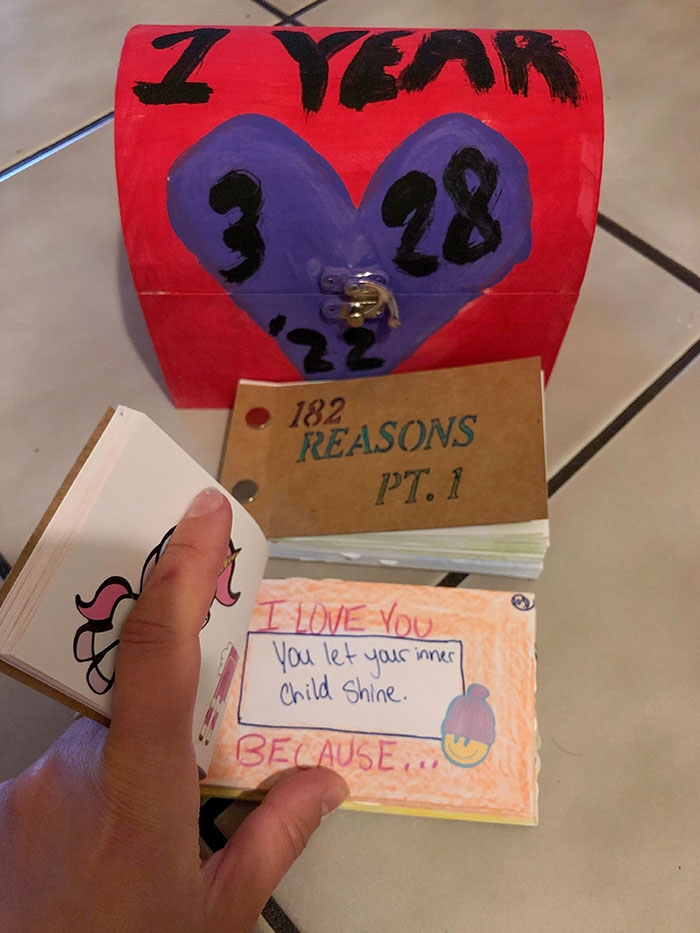 1 YEAR
3 28
'22
182
REASONS
PT. 1
I LOVE YOU
You let your inner
child shine.
BECAUSE...